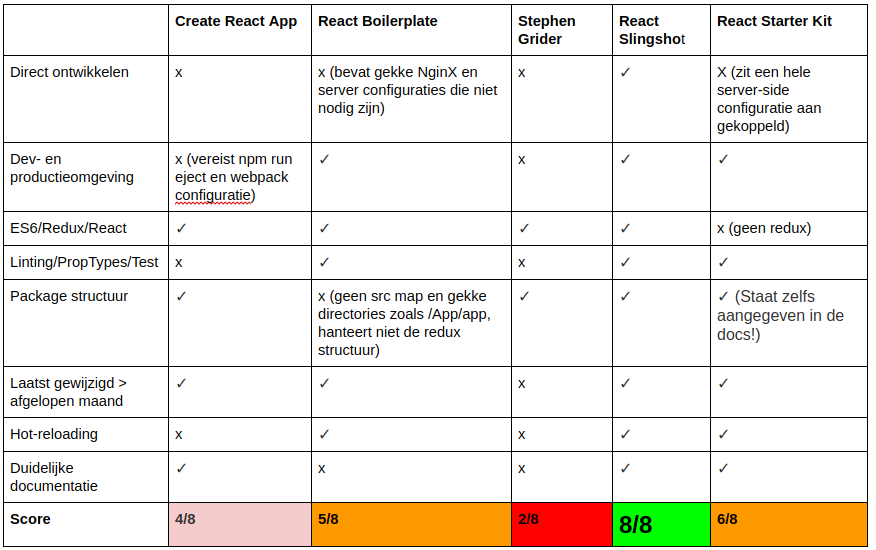 Create React App
React Boilerplate
Stephen
Grider
React
Slingshot
React Starter Kit
Direct ontwikkelen
x
x (bevat gekke NginX en
server configuraties die niet
nodig zijn)
x
✓
X (zit een hele
server-side
configuratie aan
gekoppeld)
Dev- en
productieomgeving
x (vereist npm run
eject en webpack
configuratie)
✓
x
✓
✓
ES6/Redux/React
✓
✓
✓
✓
x (geen redux)
Linting/PropTypes/Test
x
✓
x
✓
✓
Package structuur
✓
x (geen src map en gekke
directories zoals /App/app,
hanteert niet de redux
structuur)
✓
✓
✓ (Staat zelfs
aangegeven in de
docs!)
Laatst gewijzigd >
afgelopen maand
✓
✓
x
✓
✓
Hot-reloading
x
✓
x
✓
✓
Duidelijke
documentatie
✓
x
x
✓
✓
Score
4/8
5/8
2/8
8/8
6/8